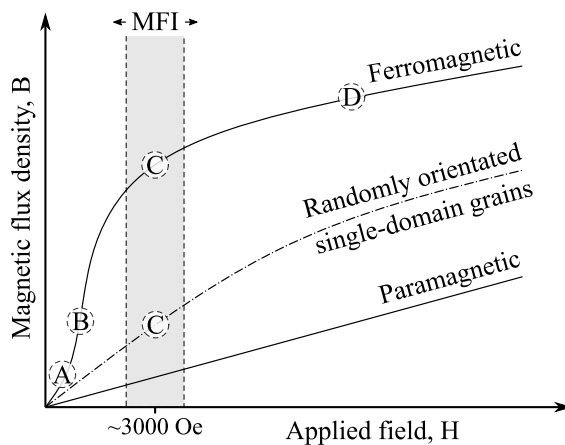 MFI
Ferromagnetic
D
C
Randomly orientated
single-domain grains
Paramagnetic
B
C
A
Magnetic flux density, B
~3000 Oe
Applied field, H